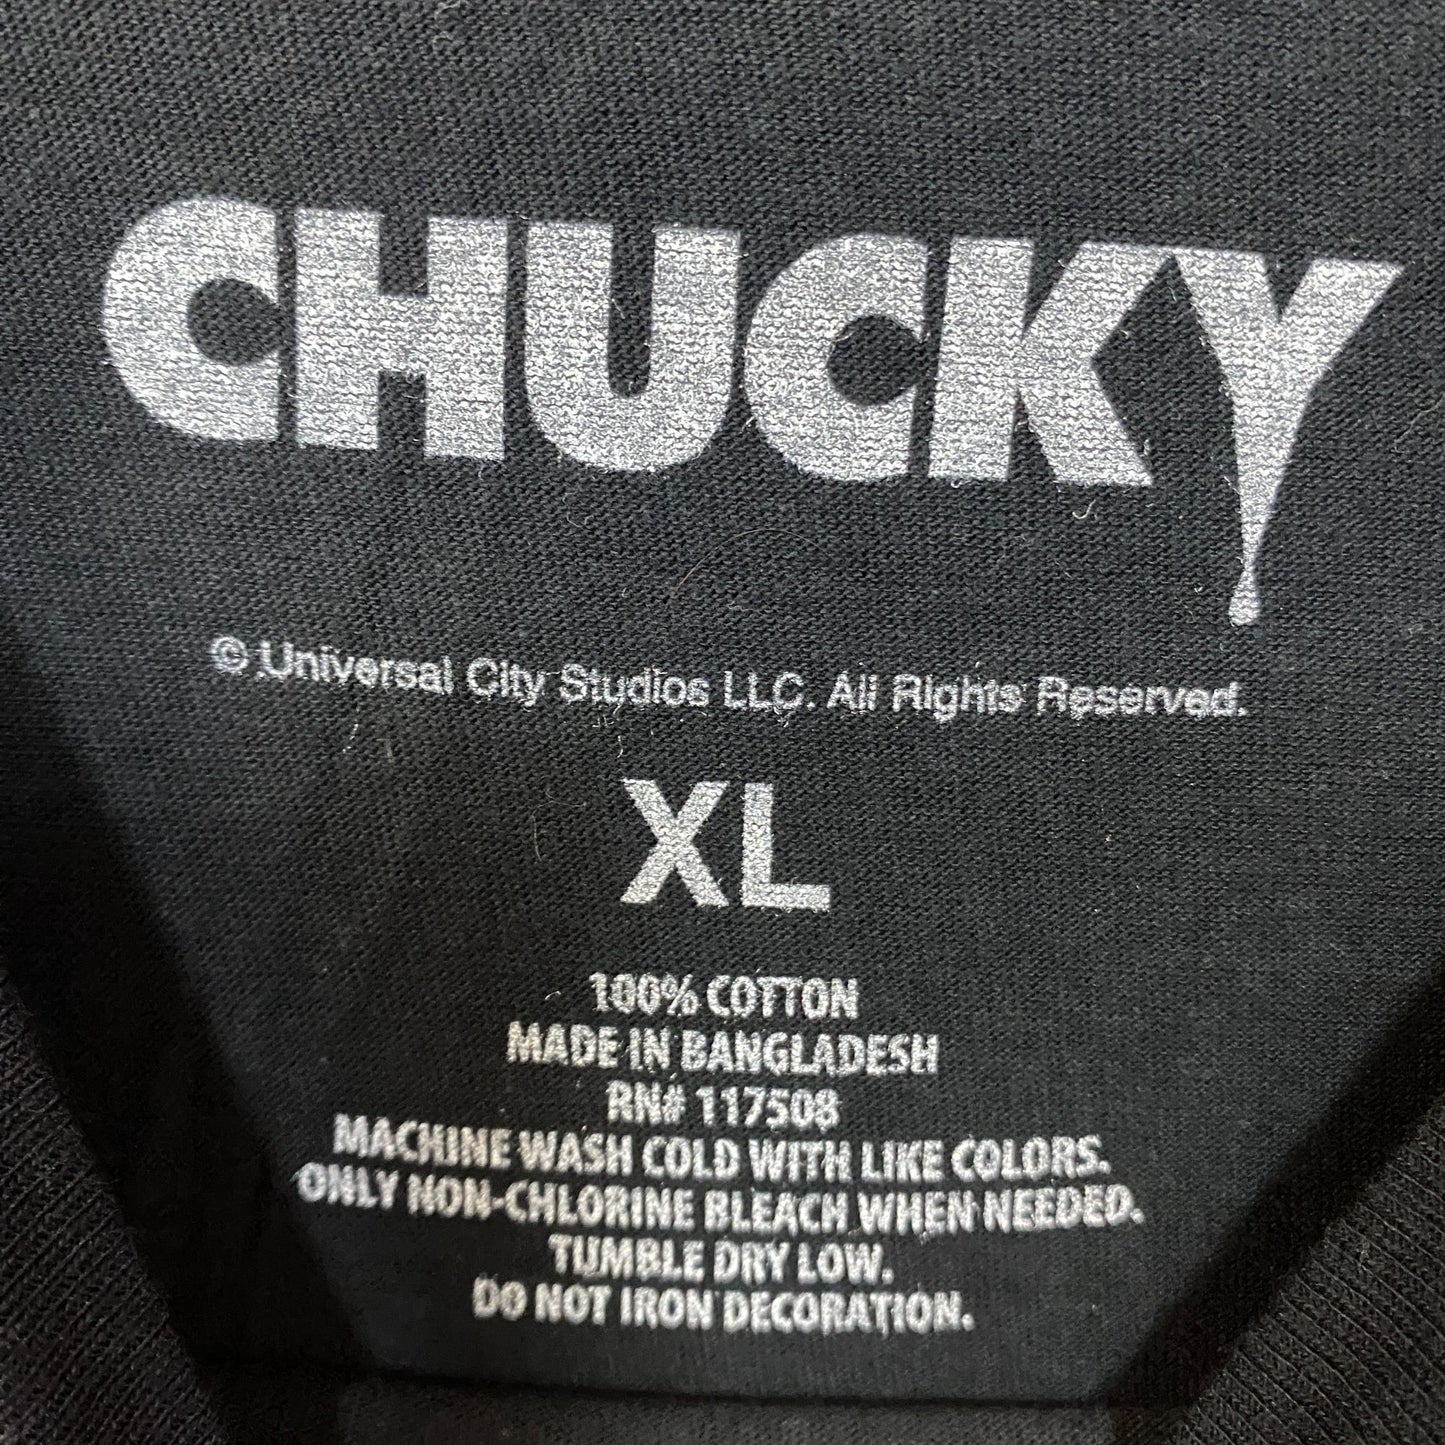 CHUCKY
© Universal City Studios LLC. All Rights Reserved.
XL
100% COTTON
MADE IN BANGLADESH
RN# 117508
MACHINE WASH COLD WITH LIKE COLORS.
ONLY NON-CHLORINE BLEACH WHEN NEEDED.
TUMBLE DRY LOW.
DO NOT IRON DECORATION.